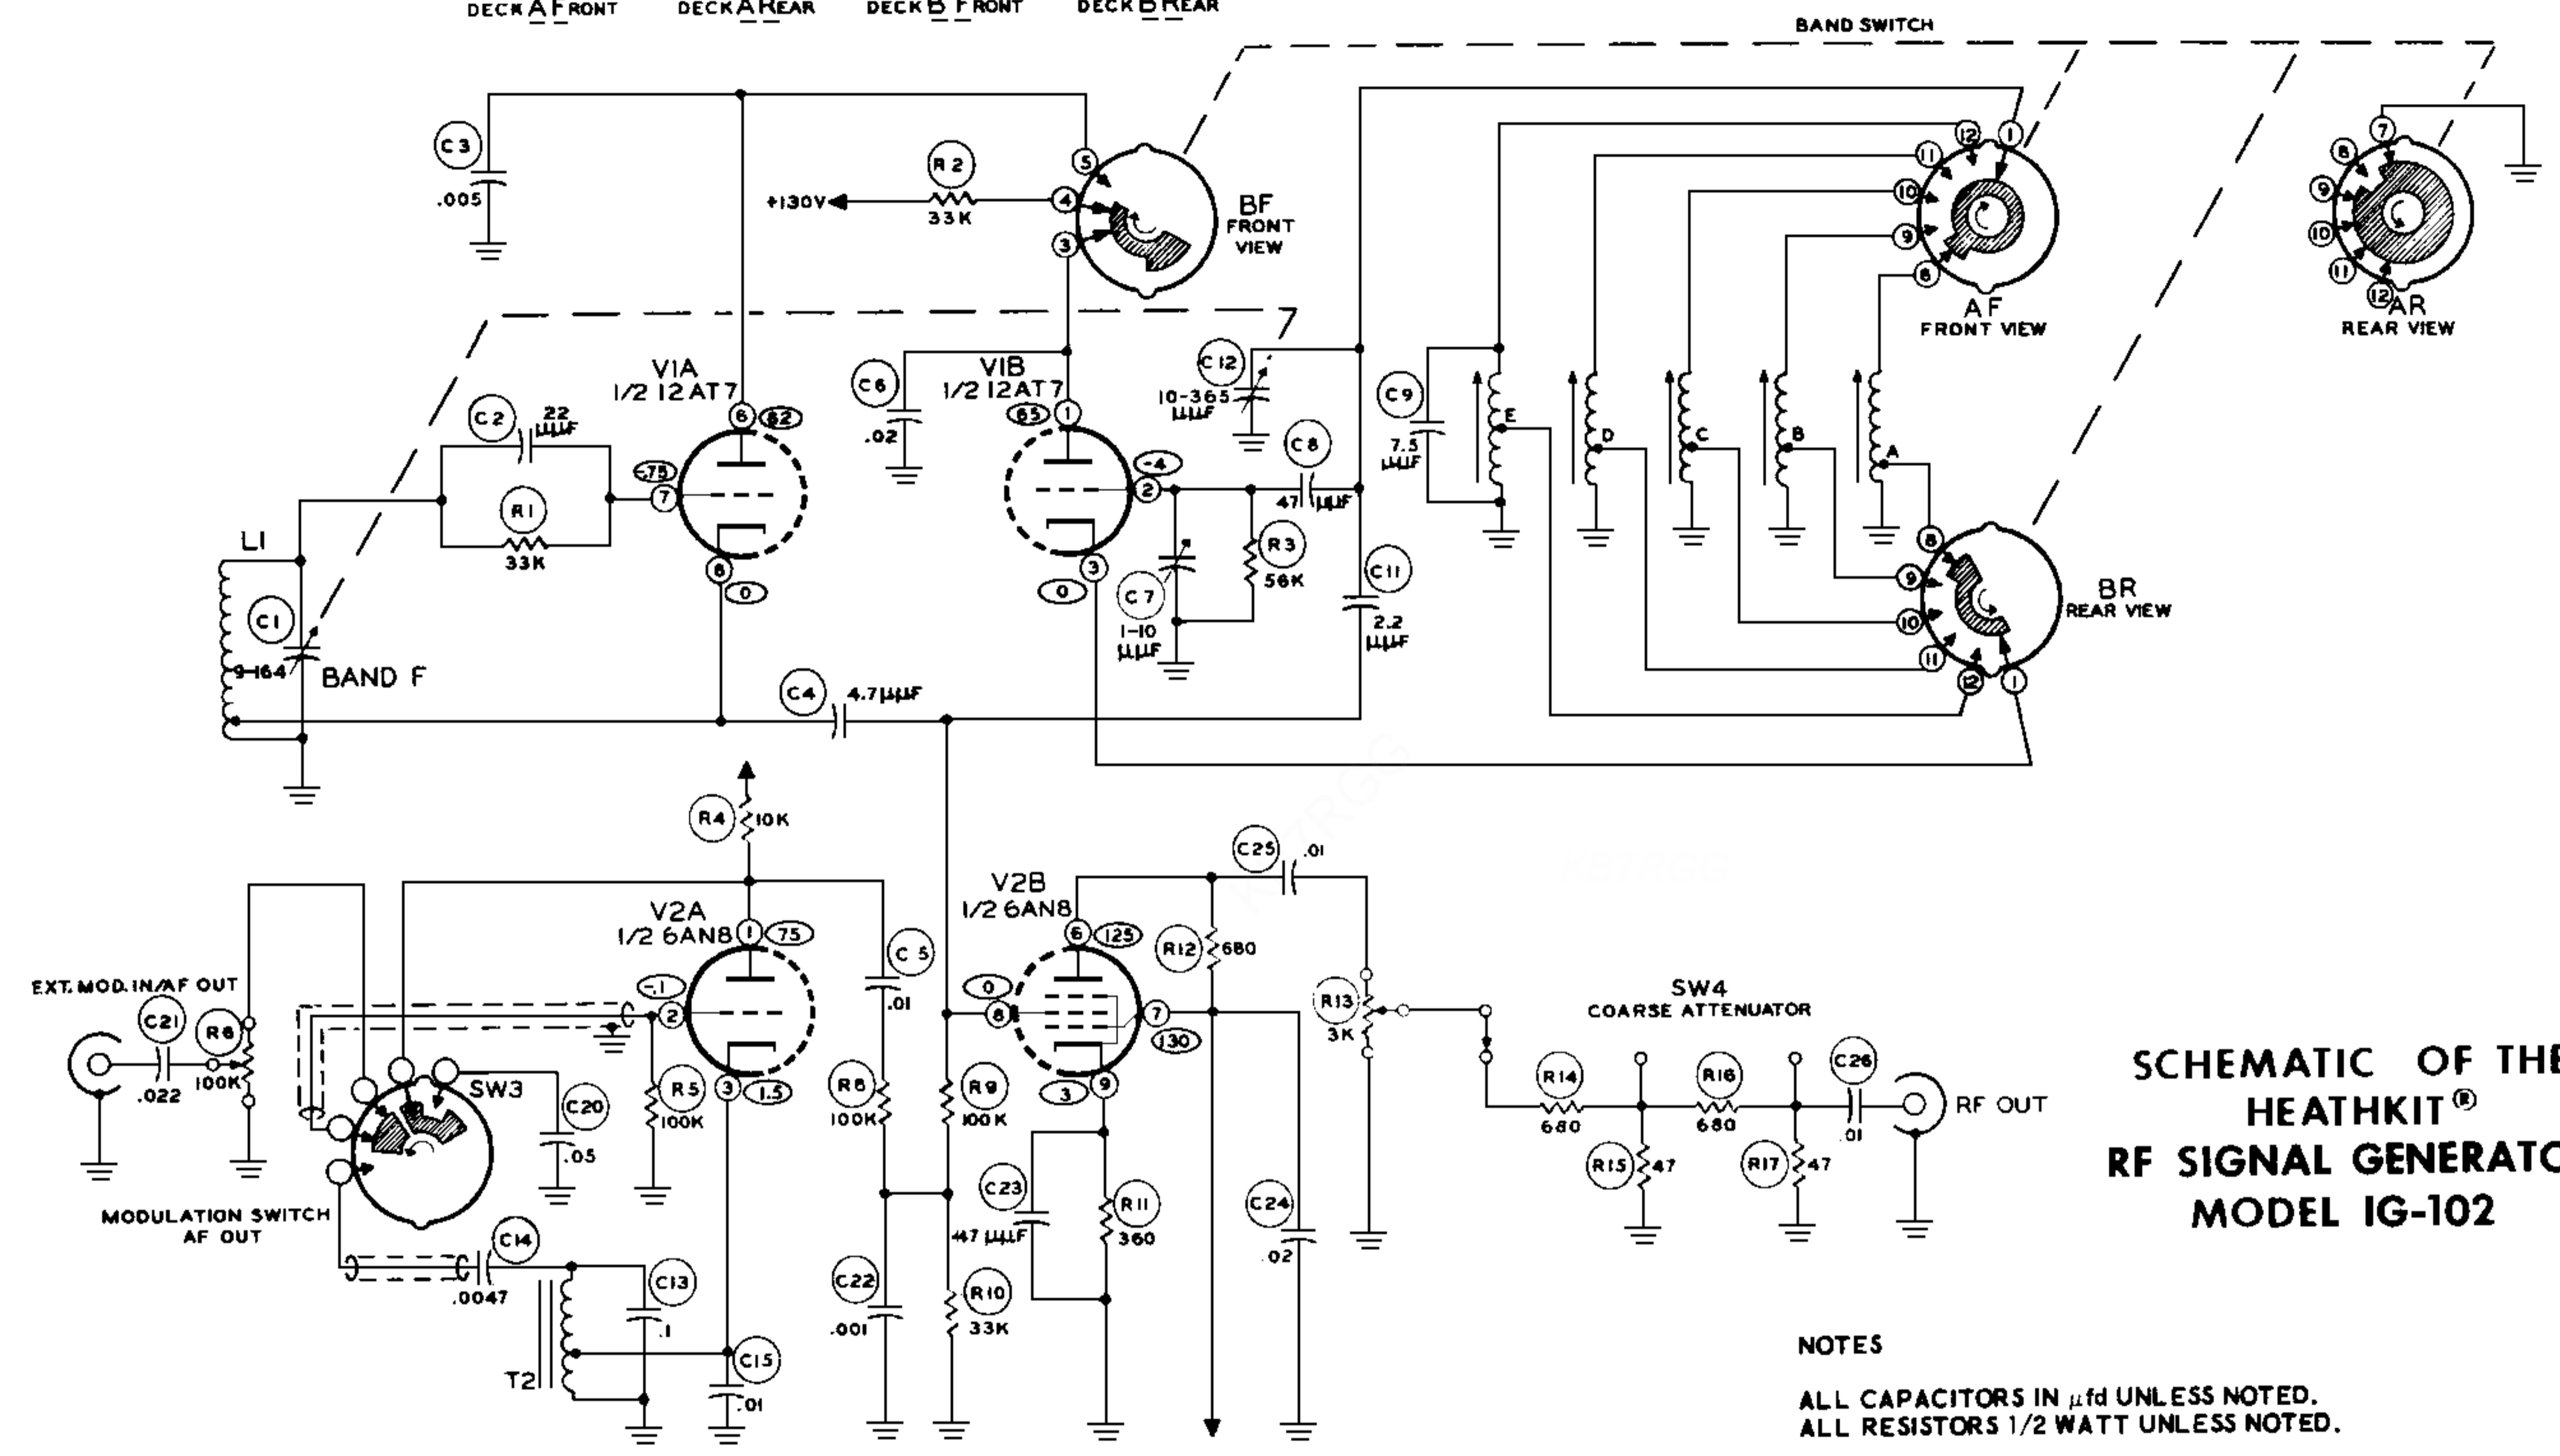 DECK A FRONT
DECK A REAR
DECK B FRONT
DECK B REAR
BAND SWITCH
C3
.005
R2
33K
+130V
5
4
3
BF
FRONT
VIEW
12
1
11
10
9
8
AF
FRONT VIEW
7
8
9
10
11
12
AR
REAR VIEW
V1A
1/2 12AT7
6
62
C2
22
µµF
-.75
7
R1
33K
8
0
L1
C1
9-164
BAND F
C6
.02
V1B
1/2 12AT7
65
1
-4
2
3
0
C12
10-365
µµF
C8
47 µµF
R3
56K
C7
1-10
µµF
C11
2.2
µµF
C9
7.5
µµF
E
D
C
B
A
8
9
10
11
12
1
BR
REAR VIEW
C4
4.7µµF
R4
10K
V2A
1/2 6AN8
1
75
-.1
2
3
1.5
C5
.01
V2B
1/2 6AN8
6
125
0
8
7
130
3
9
C25
.01
R12
680
R13
3K
SW4
COARSE ATTENUATOR
R14
680
R15
47
R16
680
R17
47
C26
.01
RF OUT
EXT. MOD. IN/AF OUT
C21
.022
R6
100K
SW3
C20
.05
R5
100K
R8
100K
R9
100K
MODULATION SWITCH
AF OUT
C14
.0047
C13
.1
T2
C15
.01
C22
.001
R10
33K
C23
47 µµF
R11
360
C24
.02
SCHEMATIC OF THE
HEATHKIT®
RF SIGNAL GENERATO
MODEL IG-102
NOTES
ALL CAPACITORS IN µfd UNLESS NOTED.
ALL RESISTORS 1/2 WATT UNLESS NOTED.